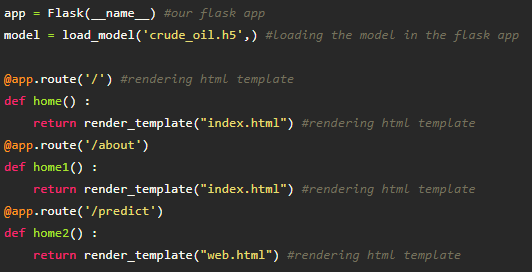 app = Flask(__name__) #our flask app
model = load_model('crude_oil.h5',) #loading the model in the flask app
@app.route('/') #rendering html template
def home() :
    return render_template("index.html") #rendering html template
@app.route('/about')
def home1() :
    return render_template("index.html") #rendering html template
@app.route('/predict')
def home2() :
    return render_template("web.html") #rendering html template